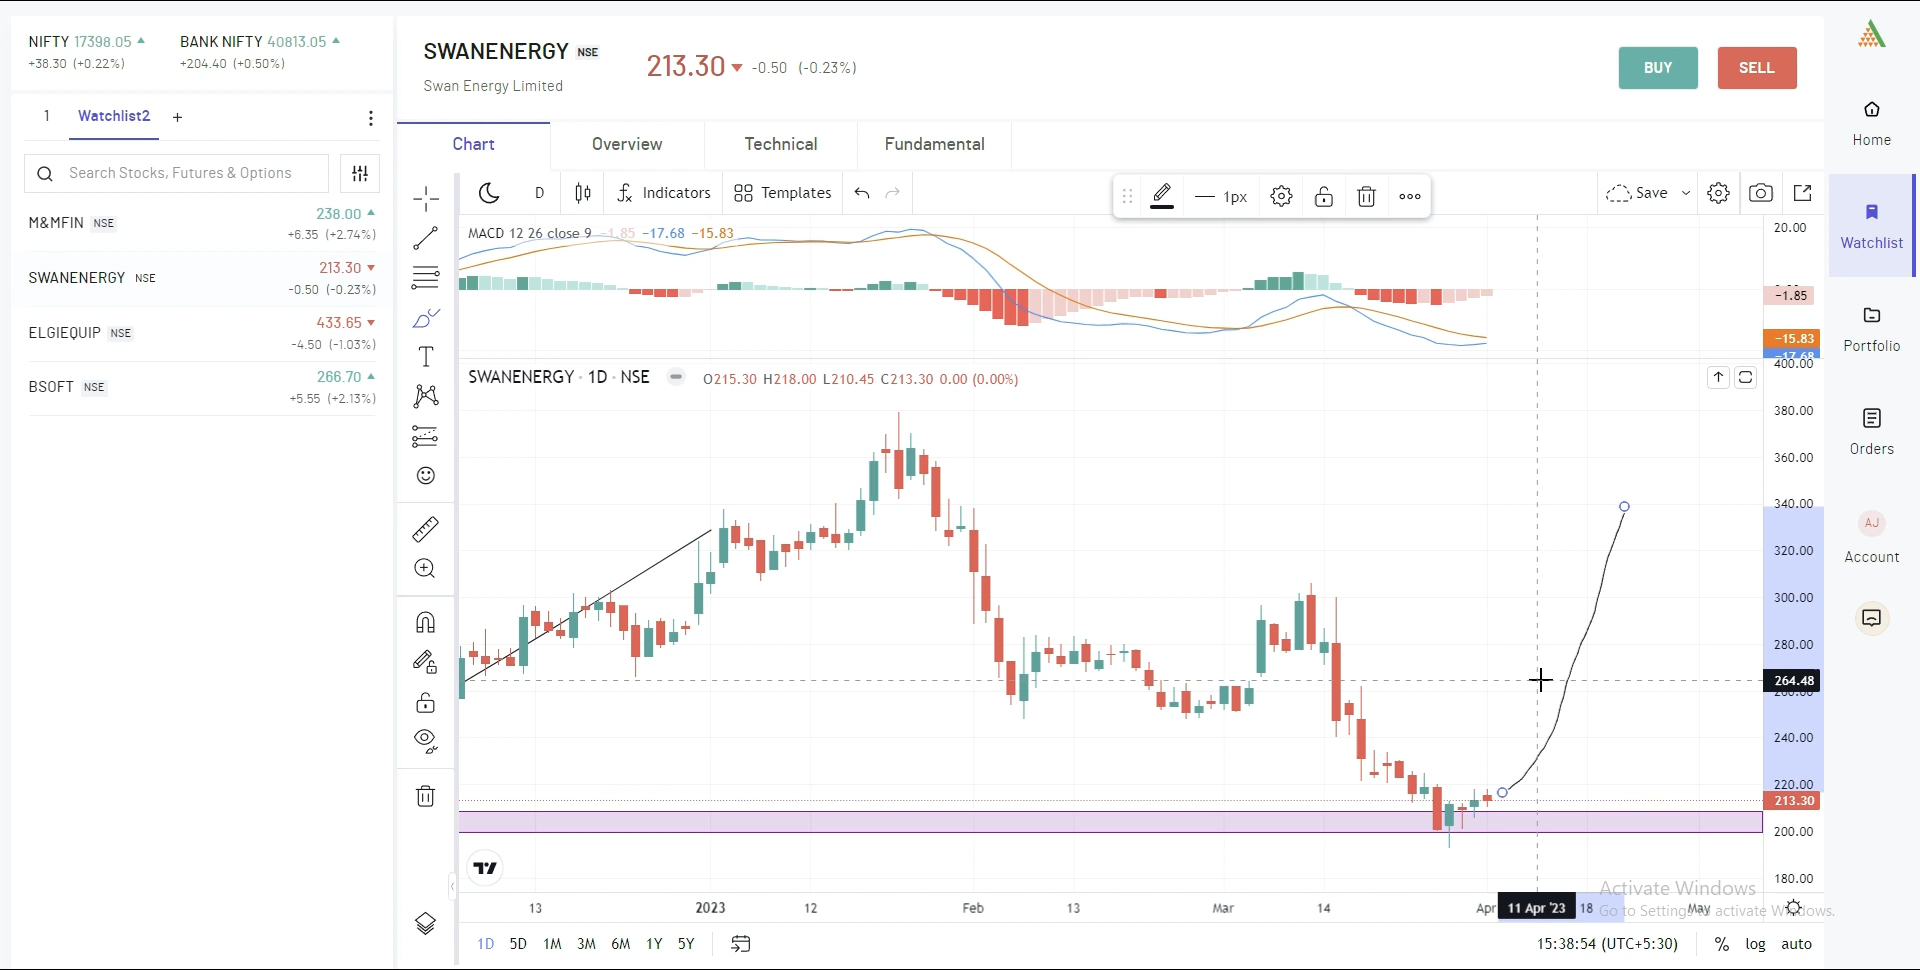 NIFTY 17398.05
+38.30 (+0.22%)
BANK NIFTY 40813.05
+204.40 (+0.50%)
1 Watchlist2 +
Search Stocks, Futures & Options
M&MFIN NSE 238.00
+6.35 (+2.74%)
SWANENERGY NSE 213.30
-0.50 (-0.23%)
ELGIEQUIP NSE 433.65
-4.50 (-1.03%)
BSOFT NSE 266.70
+5.55 (+2.13%)
SWANENERGY NSE
Swan Energy Limited
213.30 -0.50 (-0.23%)
BUY SELL
Chart Overview Technical Fundamental
D Indicators Templates
1px
Save
MACD 12 26 close 9 -1.85 -17.68 -15.83
20.00
-1.85
-15.83
-17.68
SWANENERGY · 1D · NSE O215.30 H218.00 L210.45 C213.30 0.00 (0.00%)
400.00
380.00
360.00
340.00
320.00
300.00
280.00
264.48
260.00
240.00
220.00
213.30
200.00
180.00
13 2023 12 Feb 13 Mar 14 Apr 11 Apr '23 18 May
Activate Windows
Go to Settings to activate Windows.
1D 5D 1M 3M 6M 1Y 5Y
15:38:54 (UTC+5:30) % log auto
Home
Watchlist
Portfolio
Orders
AJ
Account